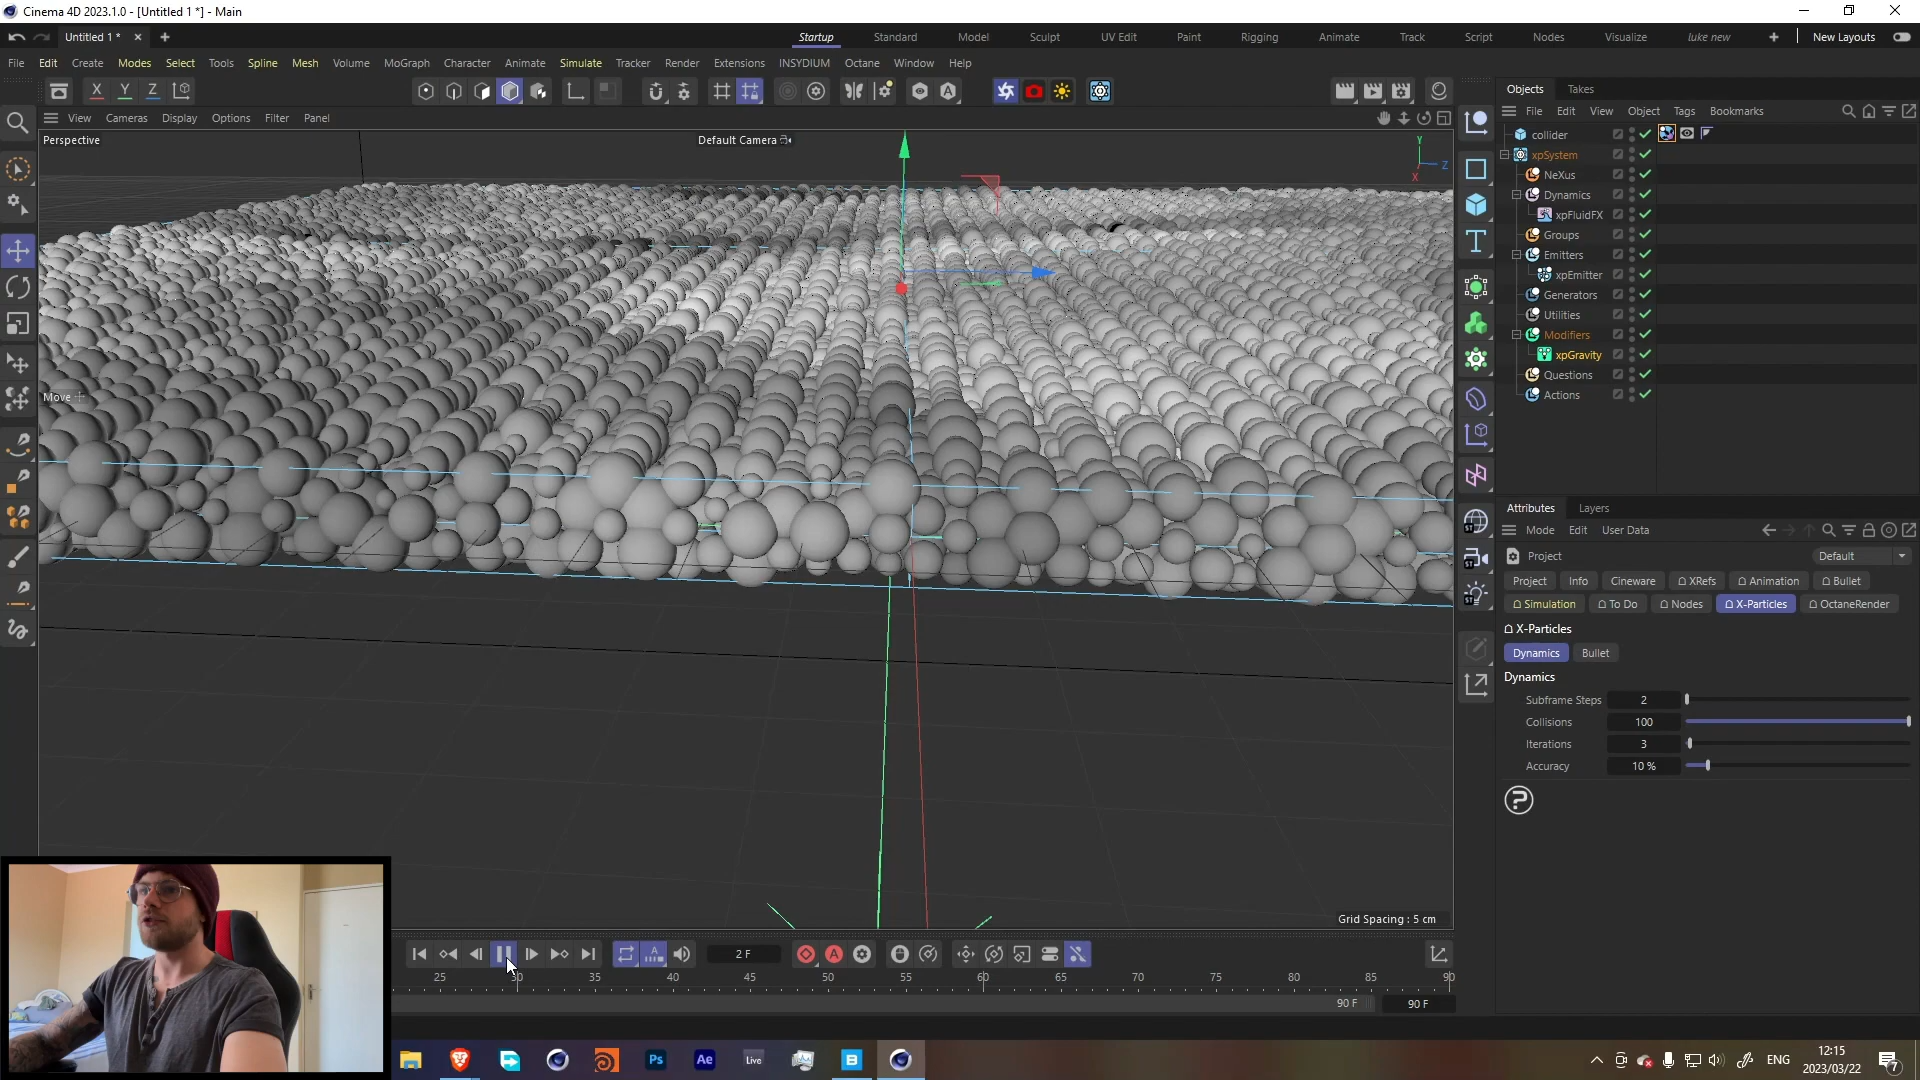 Cinema 4D 2023.1.0 - [Untitled 1 *] - Main
Untitled 1 *
Startup Standard Model Sculpt UV Edit Paint Rigging Animate Track Script Nodes Visualize luke new New Layouts
File Edit Create Modes Select Tools Spline Mesh Volume MoGraph Character Animate Simulate Tracker Render Extensions INSYDIUM Octane Window Help
X Y Z
View Cameras Display Options Filter Panel
Perspective
Default Camera
Y
Z
X
Move
Grid Spacing : 5 cm
Objects Takes
File Edit View Object Tags Bookmarks
collider
xpSystem
NeXus
Dynamics
xpFluidFX
Groups
Emitters
xpEmitter
Generators
Utilities
Modifiers
xpGravity
Questions
Actions
Attributes Layers
Mode Edit User Data
Project Default
Project Info Cineware XRefs Animation Bullet
Simulation To Do Nodes X-Particles OctaneRender
X-Particles
Dynamics Bullet
Dynamics
Subframe Steps 2
Collisions 100
Iterations 3
Accuracy 10 %
2 F
25 30 35 40 45 50 55 60 65 70 75 80 85 90
90 F 90 F
Ps Ae Live B
ENG
12:15
2023/03/22
7